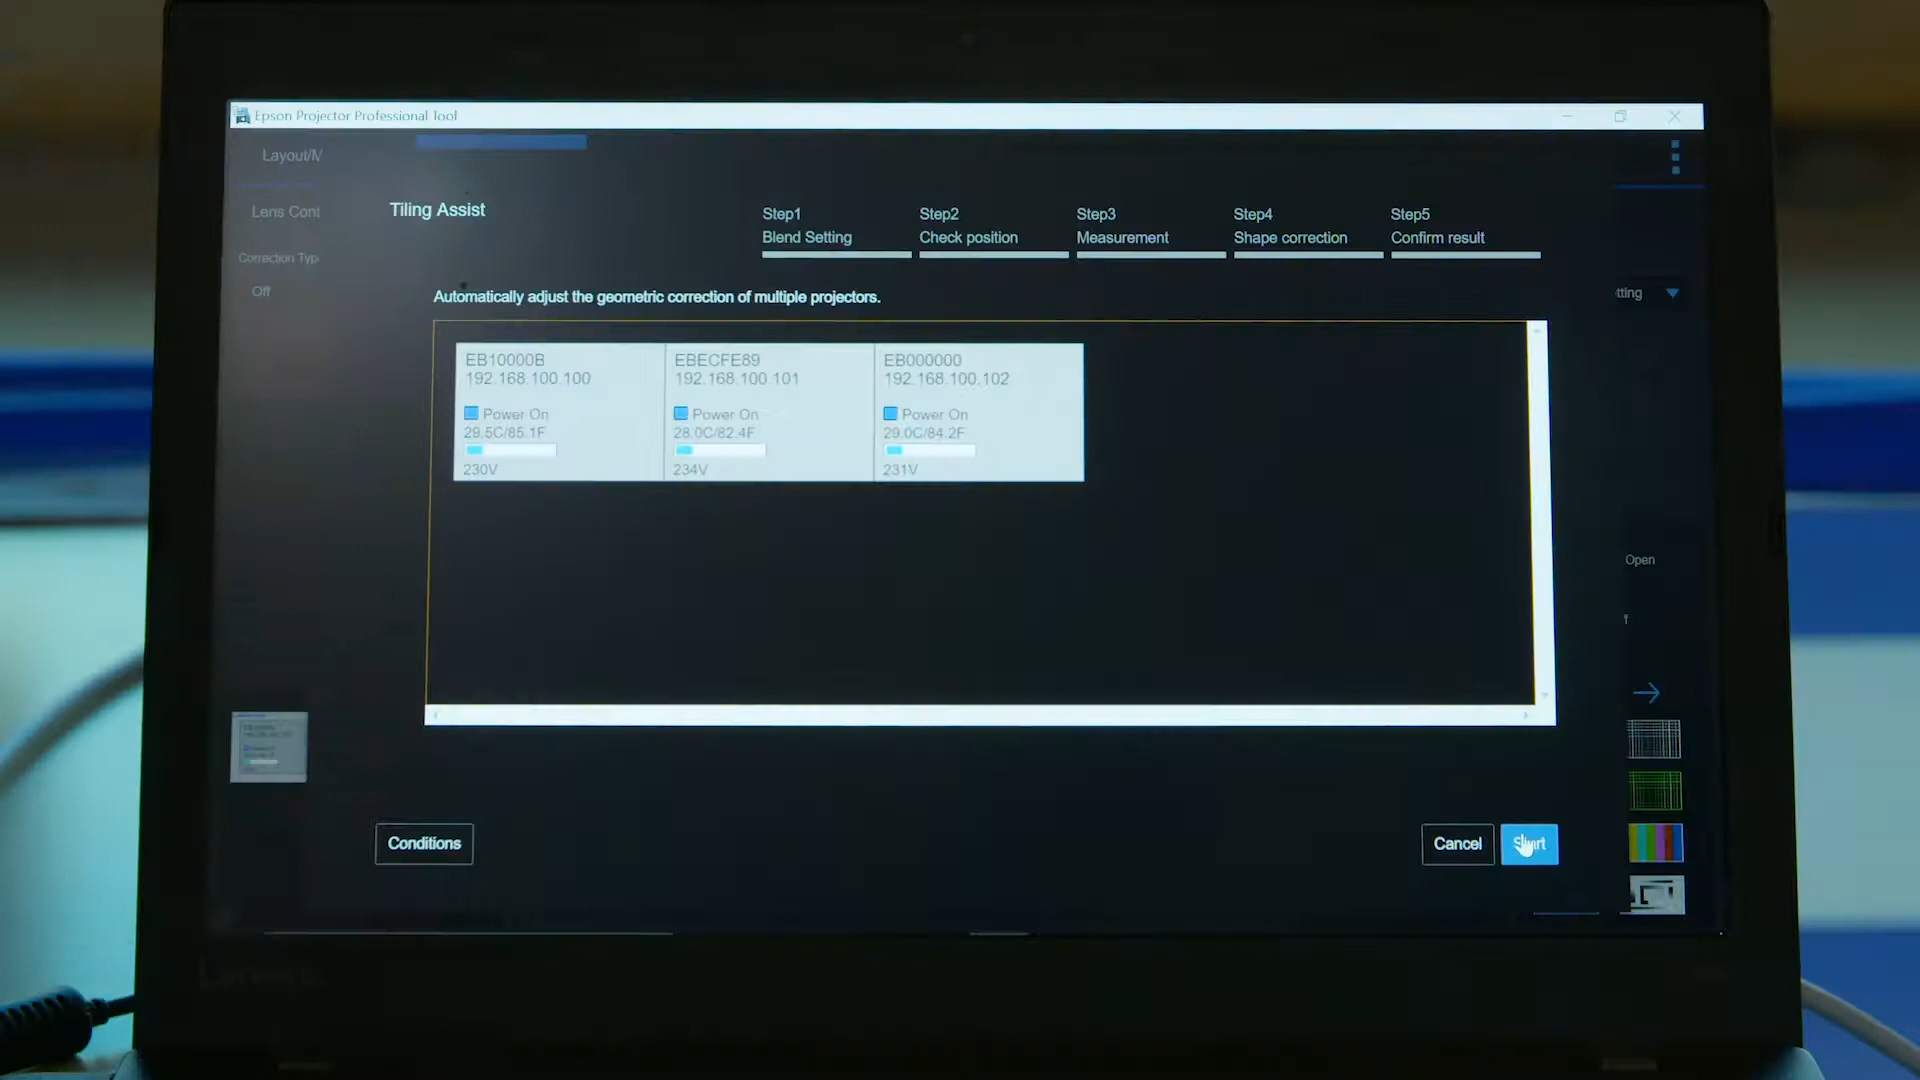 Epson Projector Professional Tool
Layout/M
Lens Cont
Correction Typ
Off
Tiling Assist
Step1
Blend Setting
Step2
Check position
Step3
Measurement
Step4
Shape correction
Step5
Confirm result
Automatically adjust the geometric correction of multiple projectors.
EB10000B
192.168.100.100
Power On
29.5C/85.1F
230V
EBECFE89
192.168.100.101
Power On
28.0C/82.4F
234V
EB000000
192.168.100.102
Power On
29.0C/84.2F
231V
tting
Open
Conditions
Cancel
Start
Lenovo